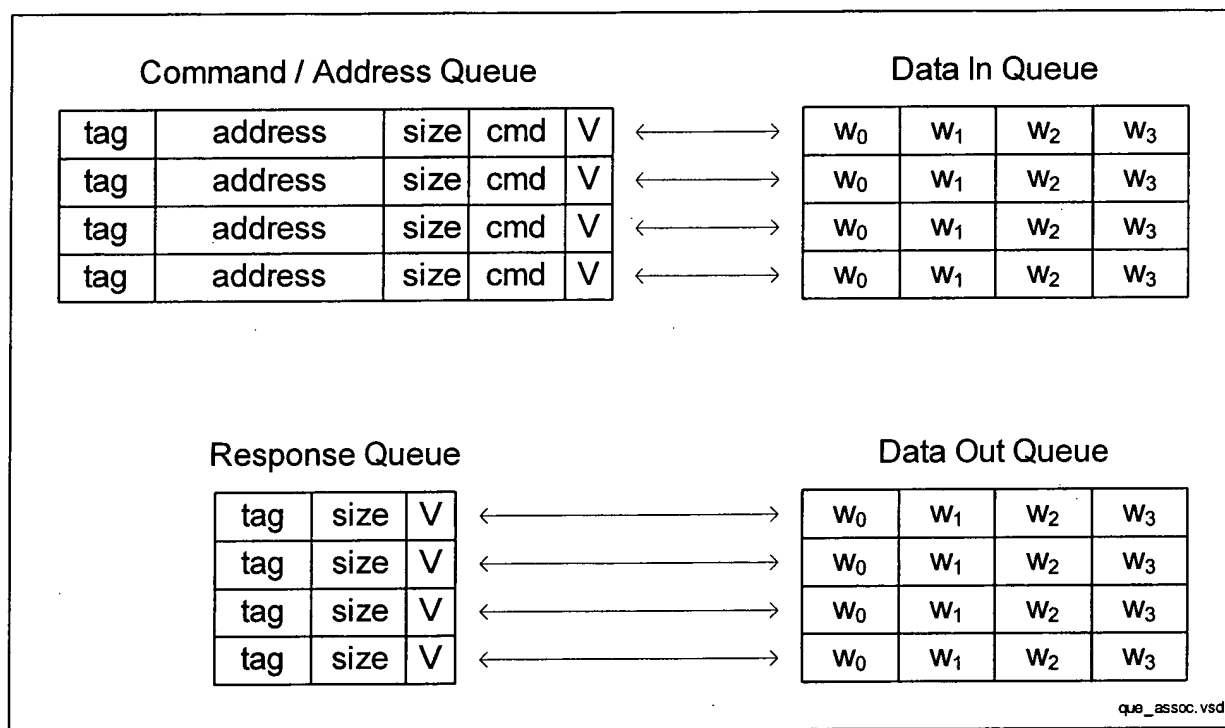 Command / Address Queue Data In Queue
tag address size cmd V w₀ w₁ w₂ w₃
tag address size cmd V w₀ w₁ w₂ w₃
tag address size cmd V w₀ w₁ w₂ w₃
tag address size cmd V w₀ w₁ w₂ w₃
Response Queue Data Out Queue
tag size V w₀ w₁ w₂ w₃
tag size V w₀ w₁ w₂ w₃
tag size V w₀ w₁ w₂ w₃
tag size V w₀ w₁ w₂ w₃
que_assoc.vsd